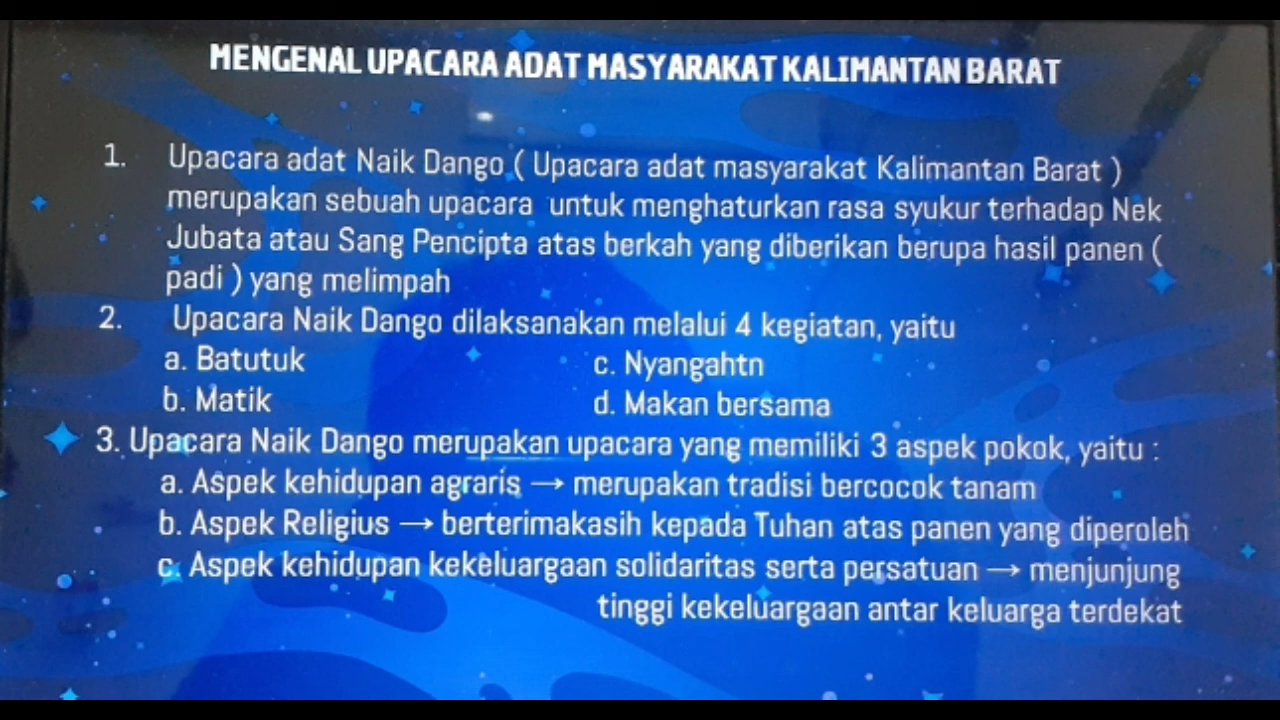 MENGENAL UPACARA ADAT MASYARAKAT KALIMANTAN BARAT
1. Upacara adat Naik Dango ( Upacara adat masyarakat Kalimantan Barat )
merupakan sebuah upacara untuk menghaturkan rasa syukur terhadap Nek
Jubata atau Sang Pencipta atas berkah yang diberikan berupa hasil panen (
padi ) yang melimpah
2. Upacara Naik Dango dilaksanakan melalui 4 kegiatan, yaitu
a. Batutuk c. Nyangahtn
b. Matik d. Makan bersama
3. Upacara Naik Dango merupakan upacara yang memiliki 3 aspek pokok, yaitu :
a. Aspek kehidupan agraris → merupakan tradisi bercocok tanam
b. Aspek Religius → berterimakasih kepada Tuhan atas panen yang diperoleh
c. Aspek kehidupan kekeluargaan solidaritas serta persatuan → menjunjung
tinggi kekeluargaan antar keluarga terdekat